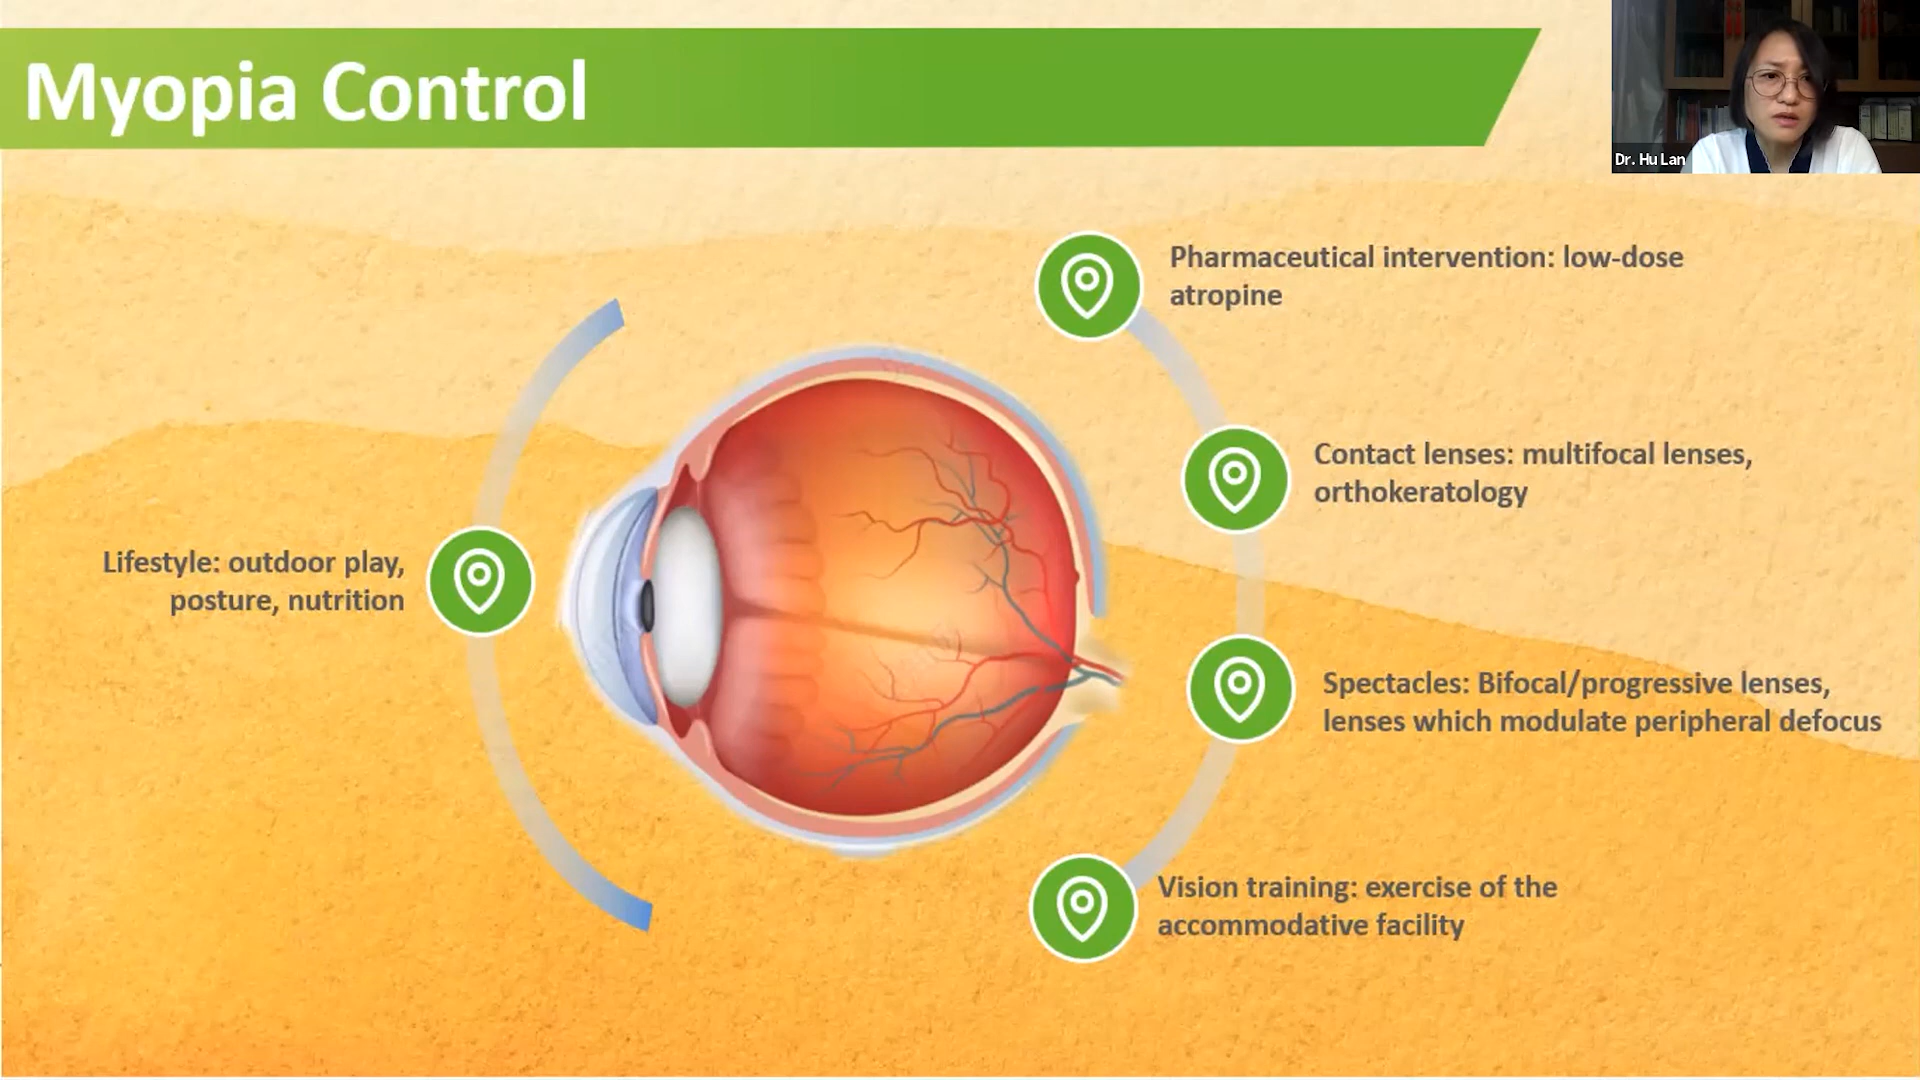 Myopia Control
Dr. Hu Lan
Pharmaceutical intervention: low-dose
atropine
Contact lenses: multifocal lenses,
orthokeratology
Lifestyle: outdoor play,
posture, nutrition
Spectacles: Bifocal/progressive lenses,
lenses which modulate peripheral defocus
Vision training: exercise of the
accommodative facility